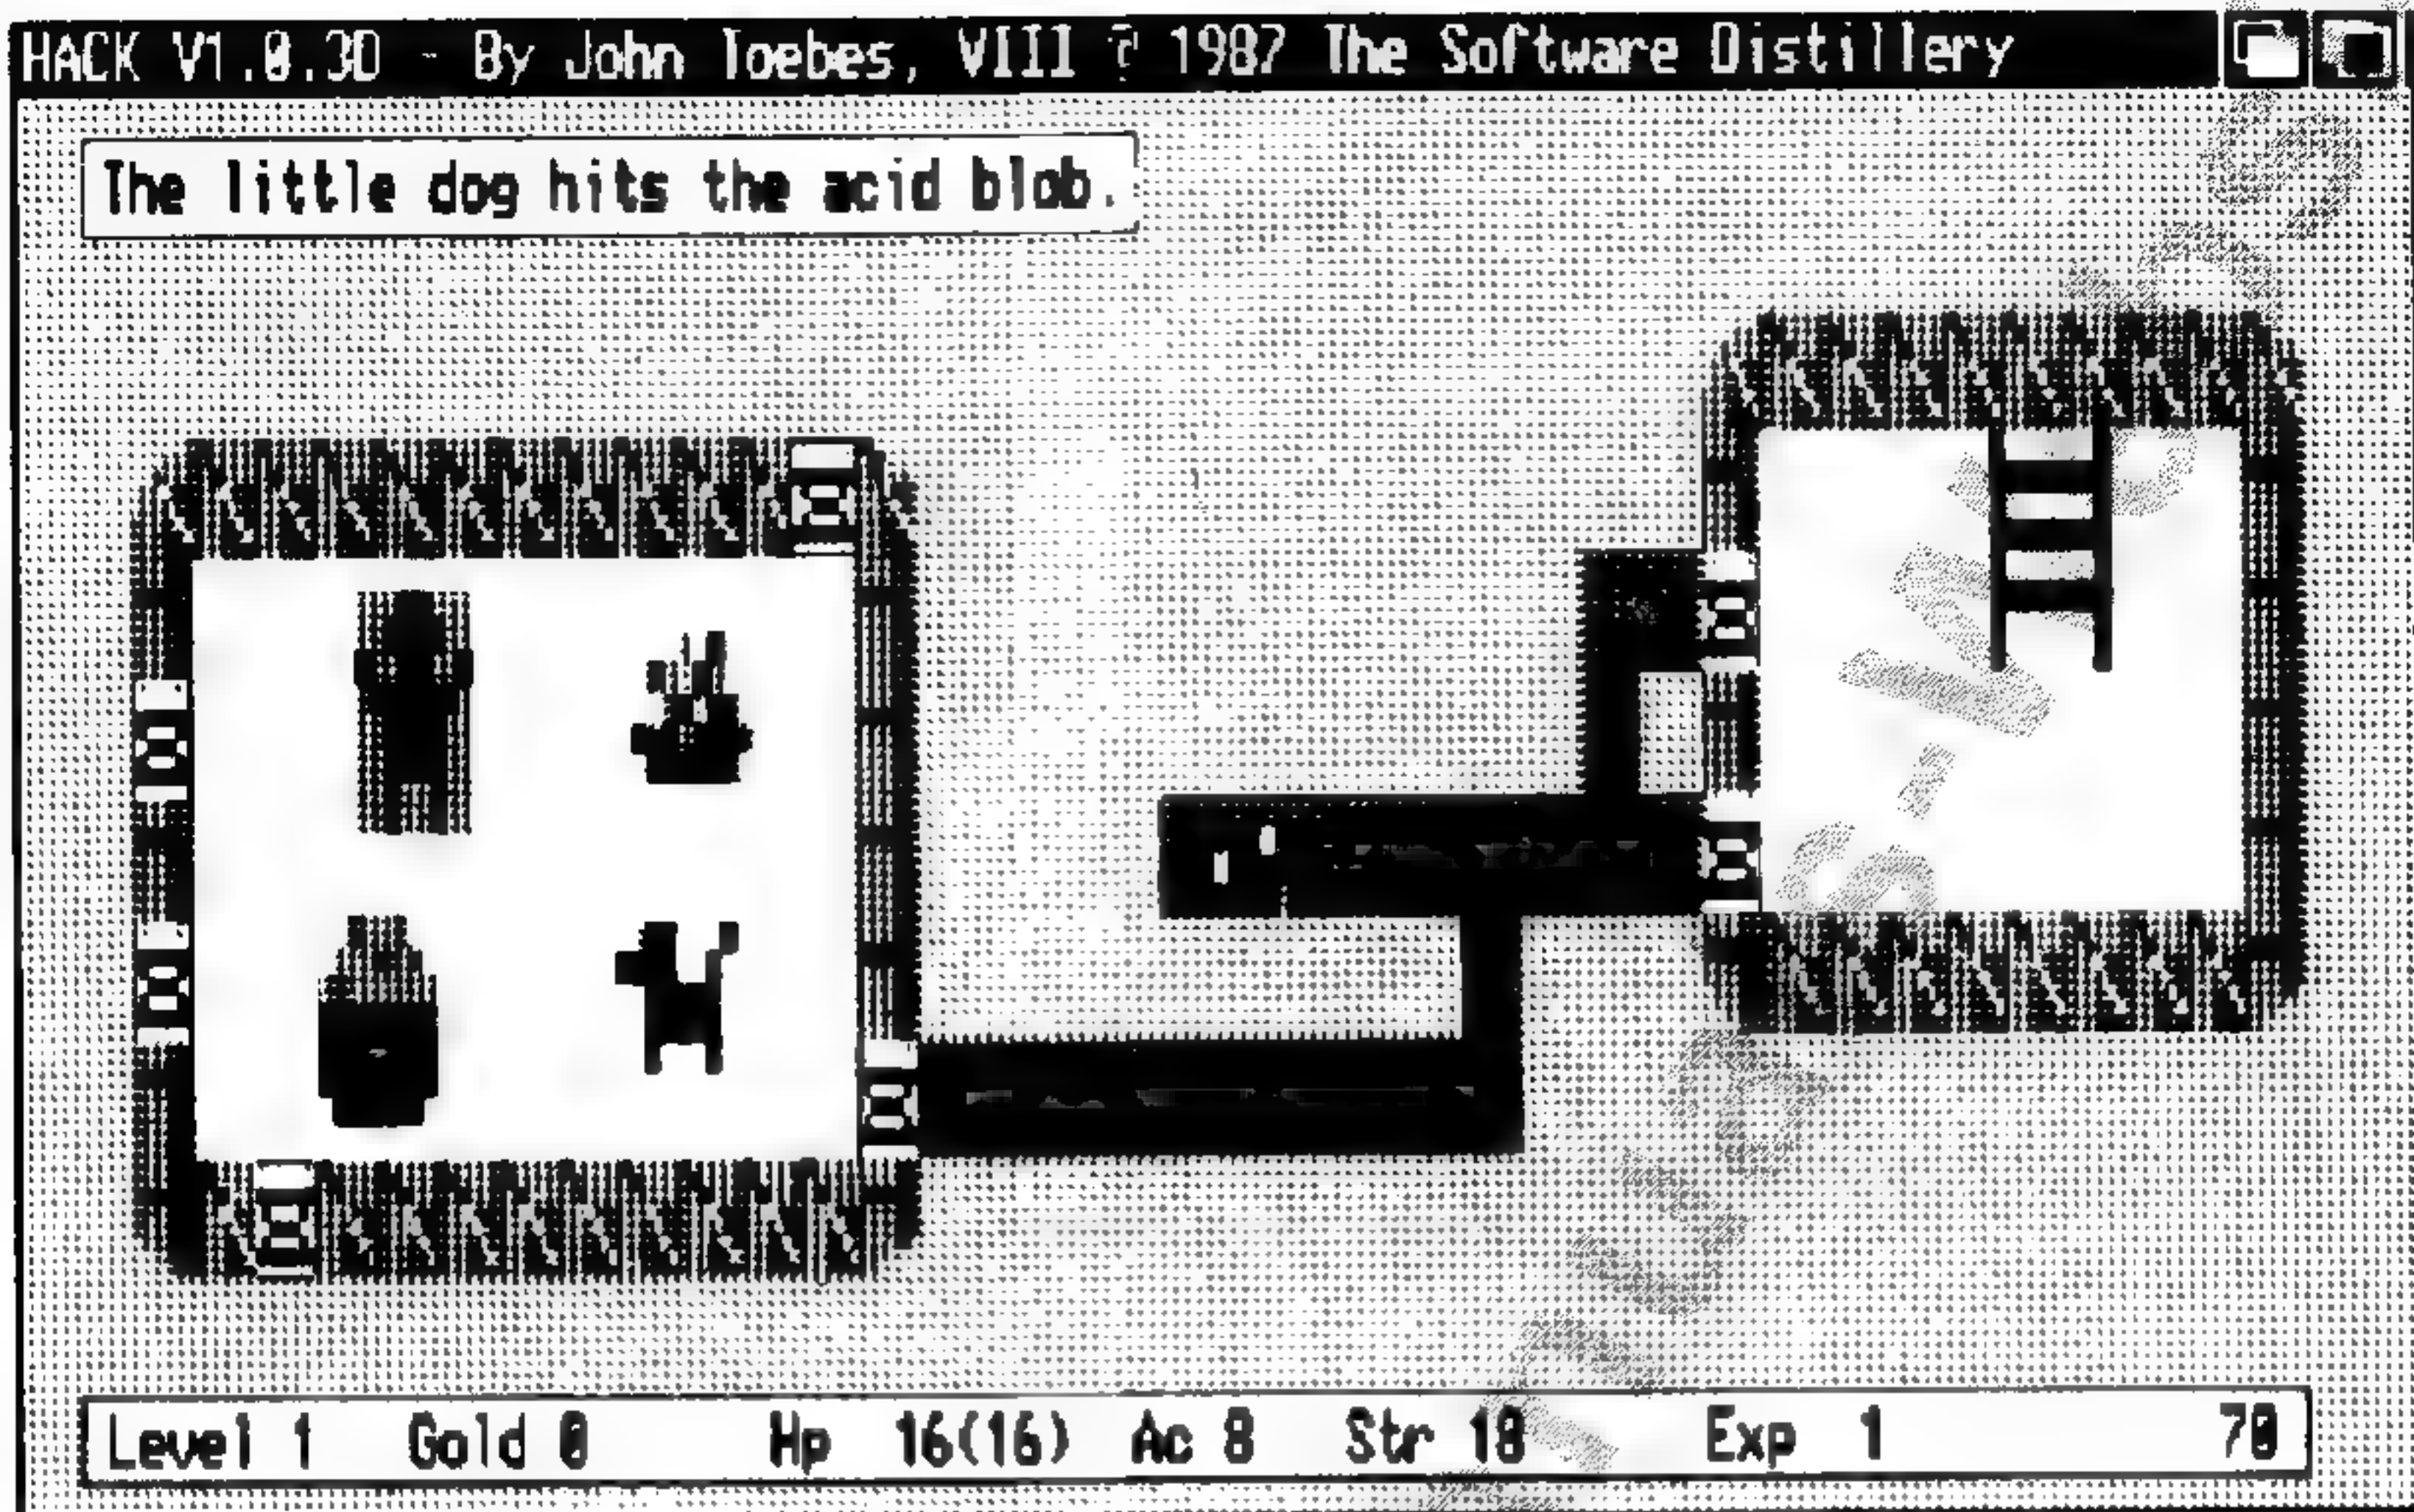 HACK V1.0.3D - By John Toebes, VIII © 1987 The Software Distillery
The little dog hits the acid blob.
Level 1 Gold 0 Hp 16(16) Ac 8 Str 18 Exp 1 70